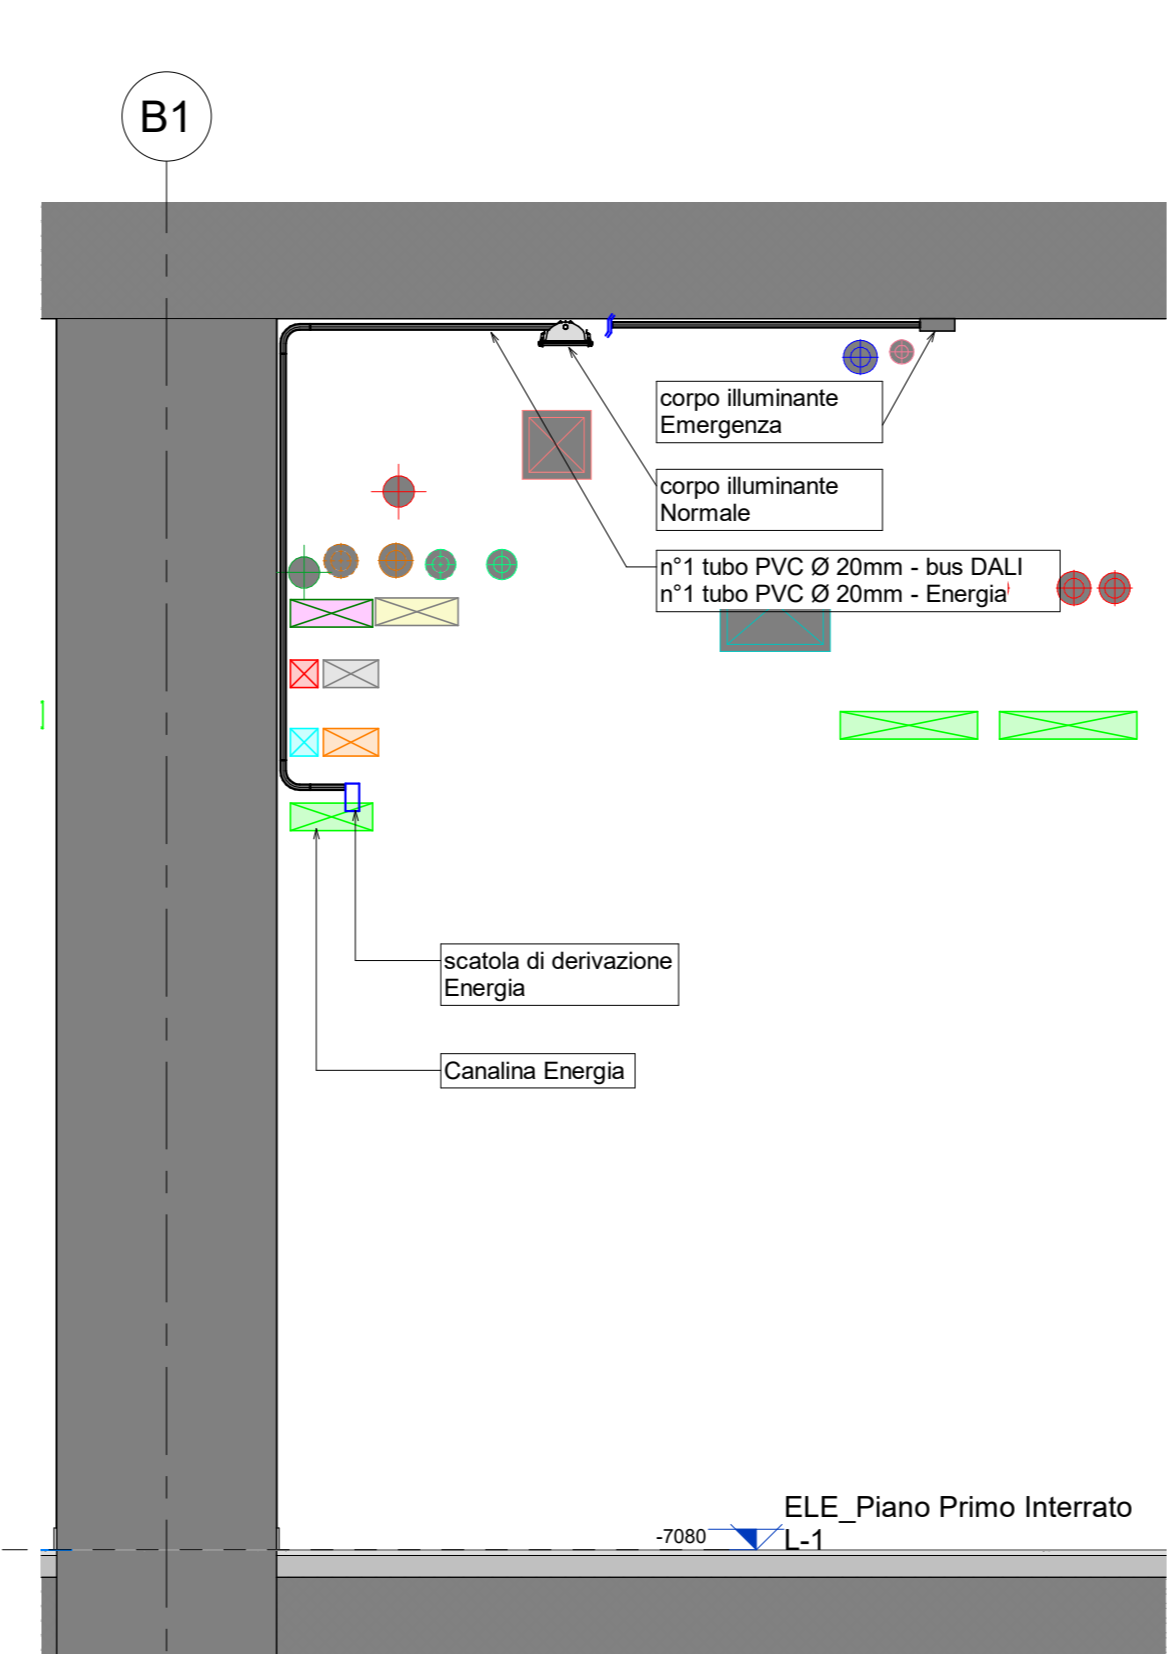 B1
corpo illuminante
Emergenza
corpo illuminante
Normale
n°1 tubo PVC Ø 20mm - bus DALI
n°1 tubo PVC Ø 20mm - Energia
scatola di derivazione
Energia
Canalina Energia
ELE_Piano Primo Interrato
-7080
L-1